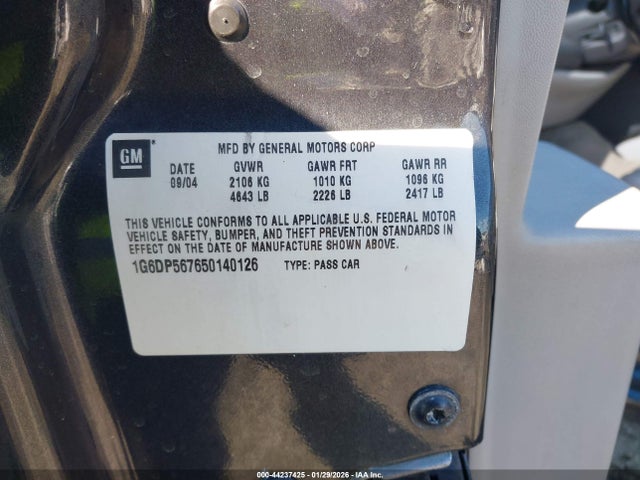 GM
MFD BY GENERAL MOTORS CORP
DATE GVWR GAWR FRT GAWR RR
09/04 2106 KG 1010 KG 1096 KG
4643 LB 2226 LB 2417 LB
THIS VEHICLE CONFORMS TO ALL APPLICABLE U.S. FEDERAL MOTOR
VEHICLE SAFETY, BUMPER, AND THEFT PREVENTION STANDARDS IN
EFFECT ON THE DATE OF MANUFACTURE SHOWN ABOVE.
1G6DP567650140126 TYPE: PASS CAR
000-44237425 - 01/29/2026 - IAAI.COM